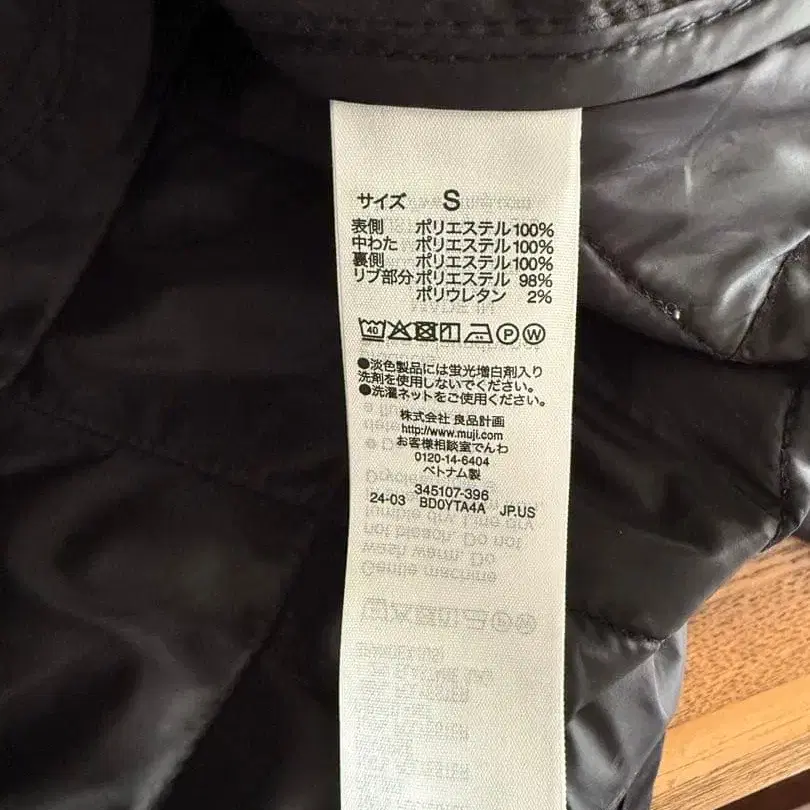 サイズ S
表側 ポリエステル100%
中わた ポリエステル100%
裏側 ポリエステル100%
リブ部分ポリエステル 98%
ポリウレタン 2%
40 P W
●淡色製品には蛍光増白剤入り
洗剤を使用しないでください。
●洗濯ネットをご使用ください。
株式会社 良品計画
http://www.muji.com
お客様相談室でんわ
0120-14-6404
ベトナム製
345107-396
24-03 BD0YTA4A JP.US